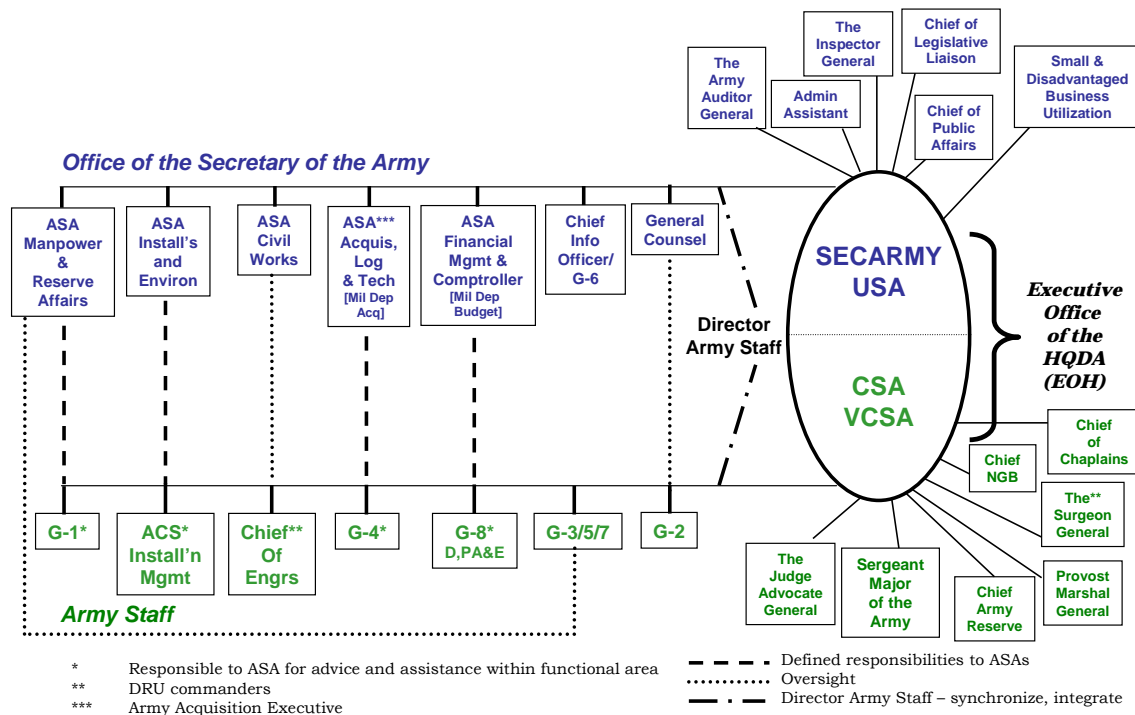 The
Inspector
General
Chief of
Legislative
Liaison
The
Army
Auditor
General
Admin
Assistant
Small &
Disadvantaged
Business
Utilization
Chief of
Public
Affairs
Office of the Secretary of the Army
ASA
Manpower
&
Reserve
Affairs
ASA
Install's
and
Environ
ASA
Civil
Works
ASA***
Acquis,
Log
& Tech
[Mil Dep
Acq]
ASA
Financial
Mgmt &
Comptroller
[Mil Dep
Budget]
Chief
Info
Officer/
G-6
General
Counsel
SECARMY
USA
Executive
Office
of the
HQDA
(EOH)
Director
Army Staff
CSA
VCSA
Chief
of
Chaplains
Chief
NGB
The**
Surgeon
General
G-1*
ACS*
Install'n
Mgmt
Chief**
Of
Engrs
G-4*
G-8*
D,PA&E
G-3/5/7
G-2
The
Judge
Advocate
General
Sergeant
Major
of the
Army
Chief
Army
Reserve
Provost
Marshal
General
Army Staff
* Responsible to ASA for advice and assistance within functional area
** DRU commanders
*** Army Acquisition Executive
Defined responsibilities to ASAs
Oversight
Director Army Staff – synchronize, integrate